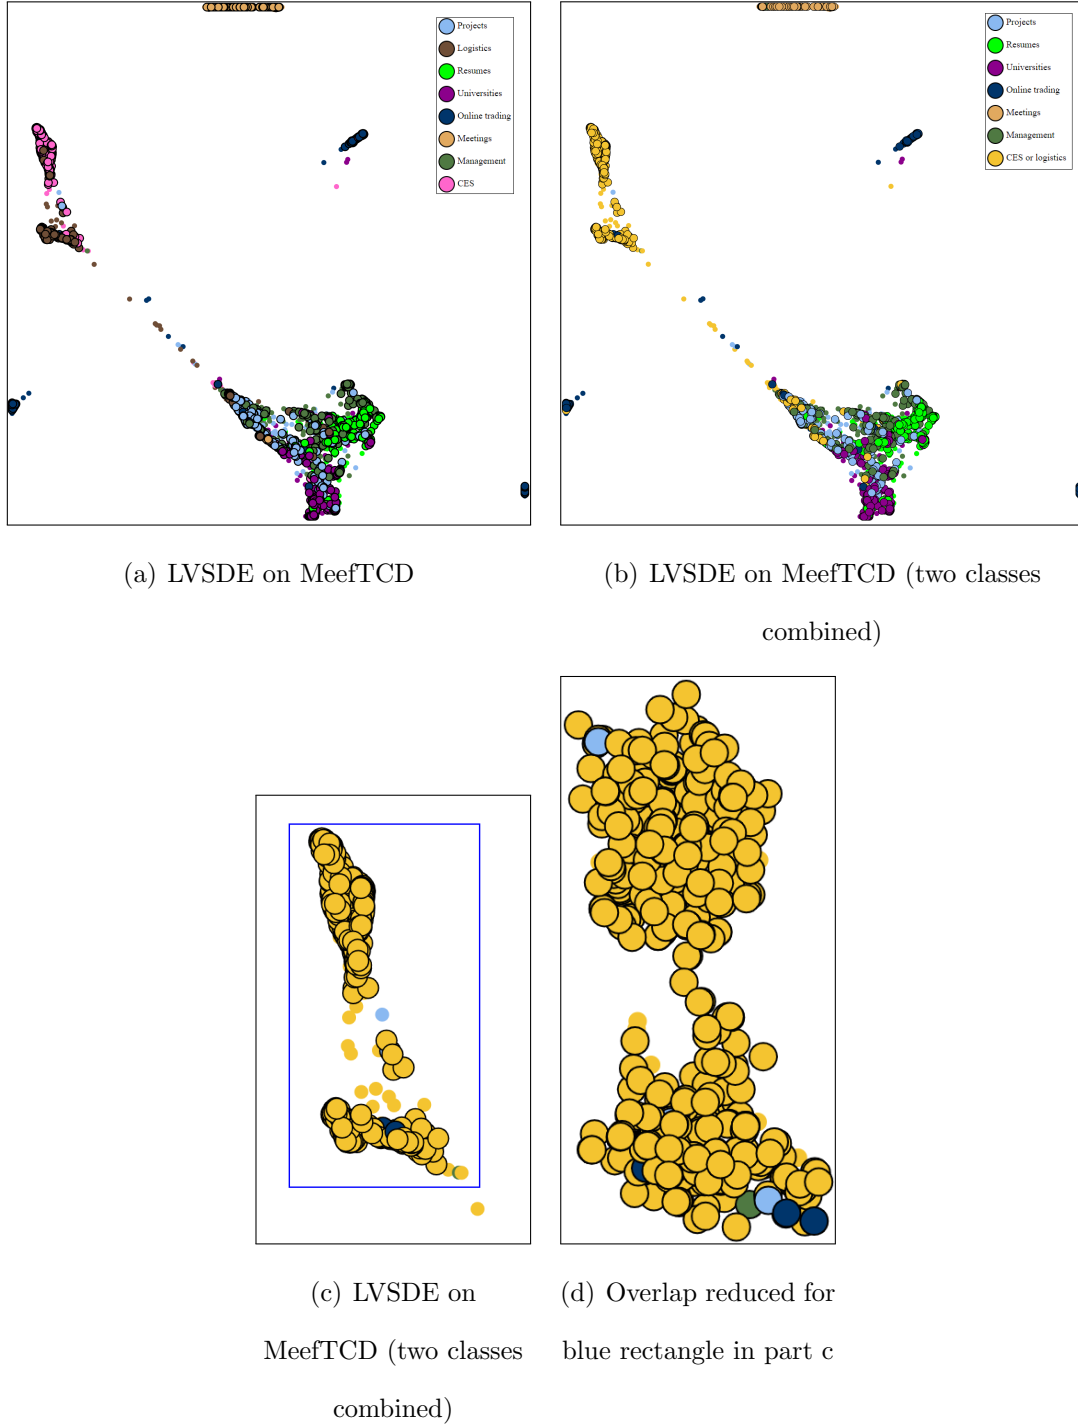 Projects
Logistics
Resumes
Universities
Online trading
Meetings
Management
CES
Projects
Resumes
Universities
Online trading
Meetings
Management
CES or logistics
(a) LVSDE on MeefTCD
(b) LVSDE on MeefTCD (two classes
combined)
(c) LVSDE on
MeefTCD (two classes
combined)
(d) Overlap reduced for
blue rectangle in part c